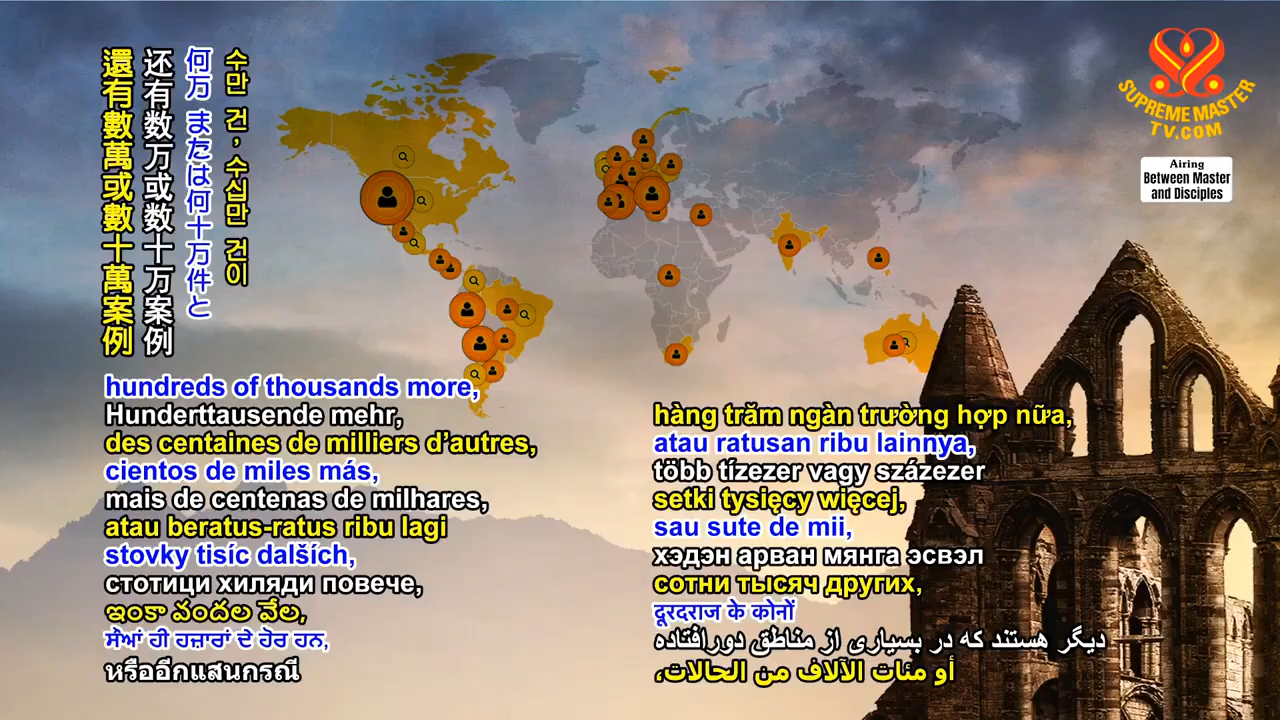 還有數萬或數十萬案例
还有数万或数十万案例
何万 または何十万件と
수만 건, 수십만 건이
SUPREME MASTER
TV.COM
Airing
Between Master
and Disciples
hundreds of thousands more,
Hunderttausende mehr,
des centaines de milliers d’autres,
cientos de miles más,
mais de centenas de milhares,
atau beratus-ratus ribu lagi
stovky tisíc dalších,
стотици хиляди повече,
ఇంకా వందల వేల,
ਸੌਆਂ ਹੀ ਹਜ਼ਾਰਾਂ ਦੇ ਹੋਰ ਹਨ,
หรืออีกแสนกรณี
hàng trăm ngàn trường hợp nữa,
atau ratusan ribu lainnya,
több tízezer vagy százezer
setki tysięcy więcej,
sau sute de mii,
хэдэн арван мянга эсвэл
сотни тысяч других,
दूरदराज के कोनों
دیگر هستند که در بسیاری از مناطق دورافتاده
أو مئات الآلاف من الحالات،